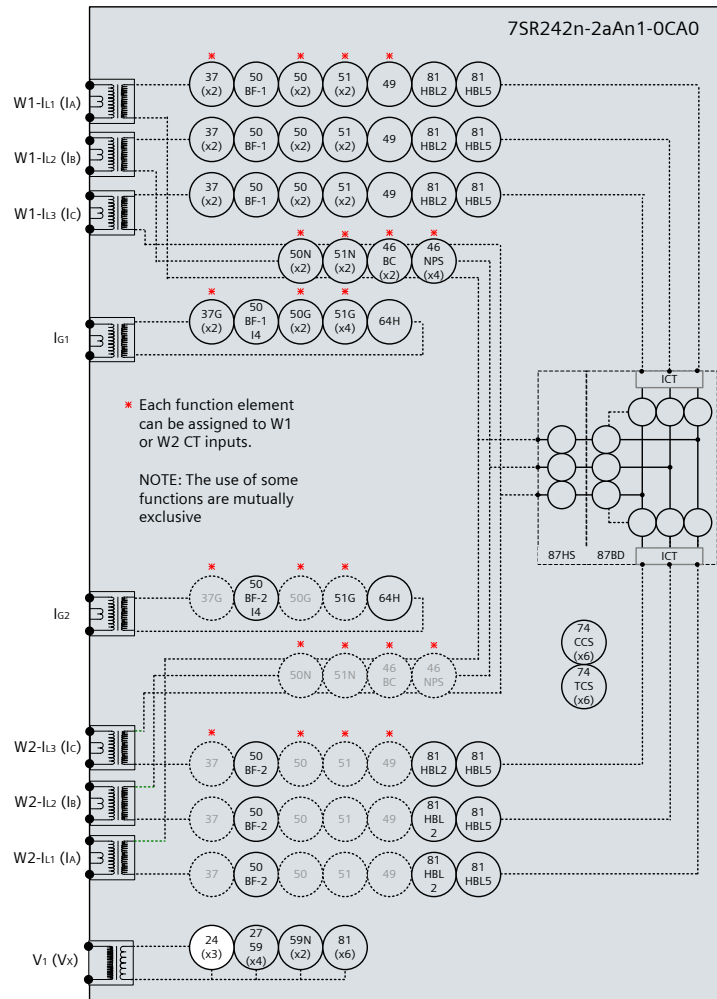 7SR242n-2aAn1-0CA0
* * * *
W1-IL1 (IA) 37 (x2) 50 BF-1 50 (x2) 51 (x2) 49 81 HBL2 81 HBL5
W1-IL2 (IB) 37 (x2) 50 BF-1 50 (x2) 51 (x2) 49 81 HBL2 81 HBL5
W1-IL3 (IC) 37 (x2) 50 BF-1 50 (x2) 51 (x2) 49 81 HBL2 81 HBL5
* * * *
50N (x2) 51N (x2) 46 BC (x2) 46 NPS (x4)
* * *
IG1 37G (x2) 50 BF-1 I4 50G (x2) 51G (x4) 64H
ICT
* Each function element
can be assigned to W1
or W2 CT inputs.
NOTE: The use of some
functions are mutually
exclusive
87HS 87BD ICT
* * *
IG2 37G 50 BF-2 I4 50G 51G 64H
74 CCS (x6)
74 TCS (x6)
* * * *
50N 51N 46 BC 46 NPS
* * * *
W2-IL3 (IC) 37 50 BF-2 50 51 49 81 HBL2 81 HBL5
W2-IL2 (IB) 37 50 BF-2 50 51 49 81 HBL 2 81 HBL5
W2-IL1 (IA) 37 50 BF-2 50 51 49 81 HBL 2 81 HBL5
V1 (VX) 24 (x3) 27 59 (x4) 59N (x2) 81 (x6)